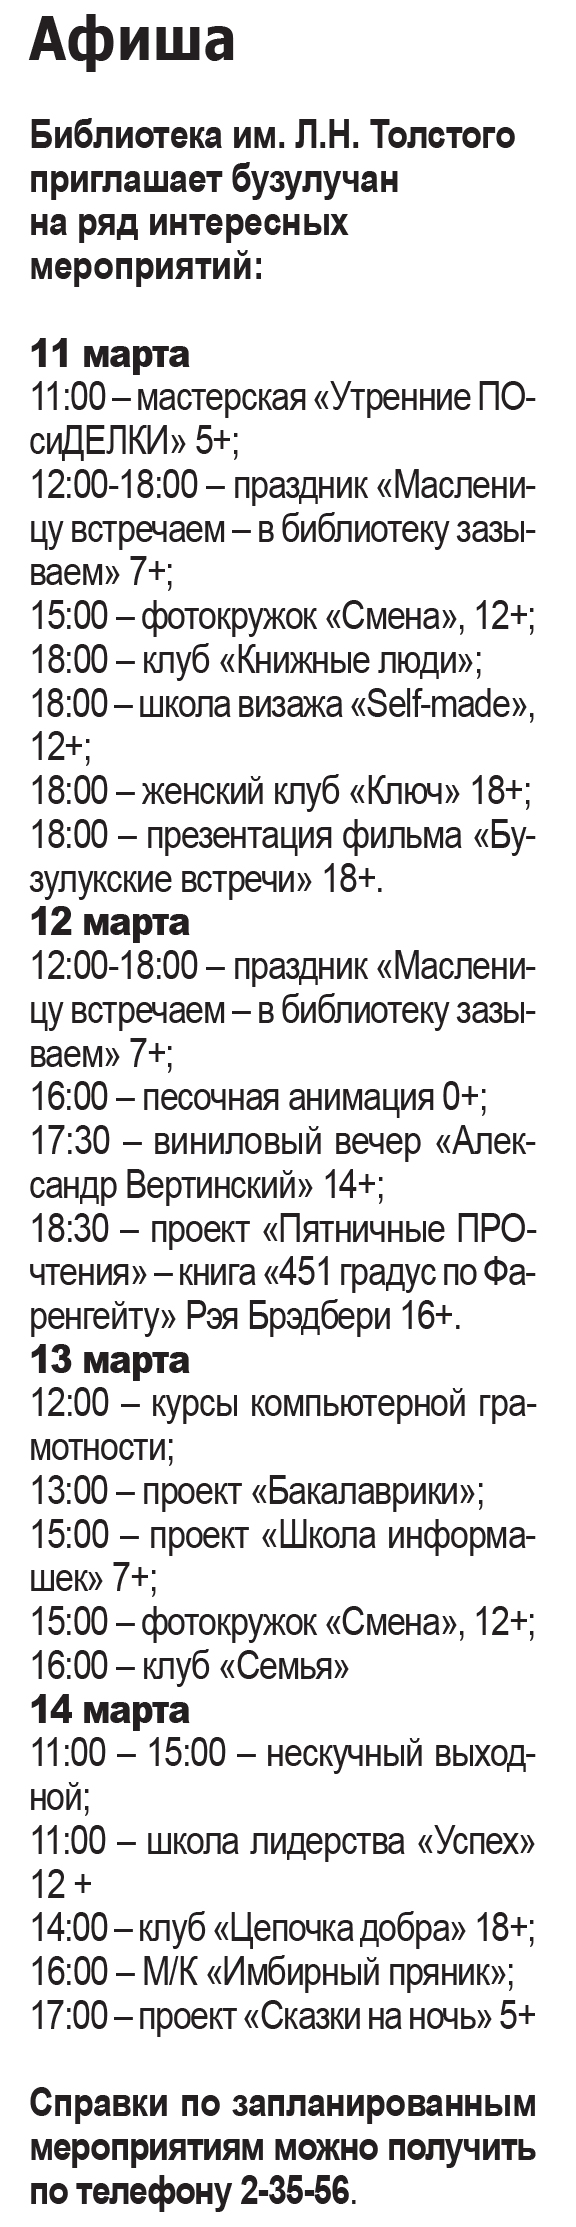 Афиша
Библиотека им. Л.Н. Толстого
приглашает бузулучан
на ряд интересных
мероприятий:
11 марта
11:00 – мастерская «Утренние ПО-
сиДЕЛКИ» 5+;
12:00-18:00 – праздник «Маслени-
цу встречаем – в библиотеку зазы-
ваем» 7+;
15:00 – фотокружок «Смена», 12+;
18:00 – клуб «Книжные люди»;
18:00 – школа визажа «Self-made»,
12+;
18:00 – женский клуб «Ключ» 18+;
18:00 – презентация фильма «Бу-
зулукские встречи» 18+.
12 марта
12:00-18:00 – праздник «Маслени-
цу встречаем – в библиотеку зазы-
ваем» 7+;
16:00 – песочная анимация 0+;
17:30 – виниловый вечер «Алек-
сандр Вертинский» 14+;
18:30 – проект «Пятничные ПРО-
чтения» – книга «451 градус по Фа-
ренгейту» Рэя Брэдбери 16+.
13 марта
12:00 – курсы компьютерной гра-
мотности;
13:00 – проект «Бакалаврики»;
15:00 – проект «Школа информа-
шек» 7+;
15:00 – фотокружок «Смена», 12+;
16:00 – клуб «Семья»
14 марта
11:00 – 15:00 – нескучный выход-
ной;
11:00 – школа лидерства «Успех»
12 +
14:00 – клуб «Цепочка добра» 18+;
16:00 – М/К «Имбирный пряник»;
17:00 – проект «Сказки на ночь» 5+
Справки по запланированным
мероприятиям можно получить
по телефону 2-35-56.